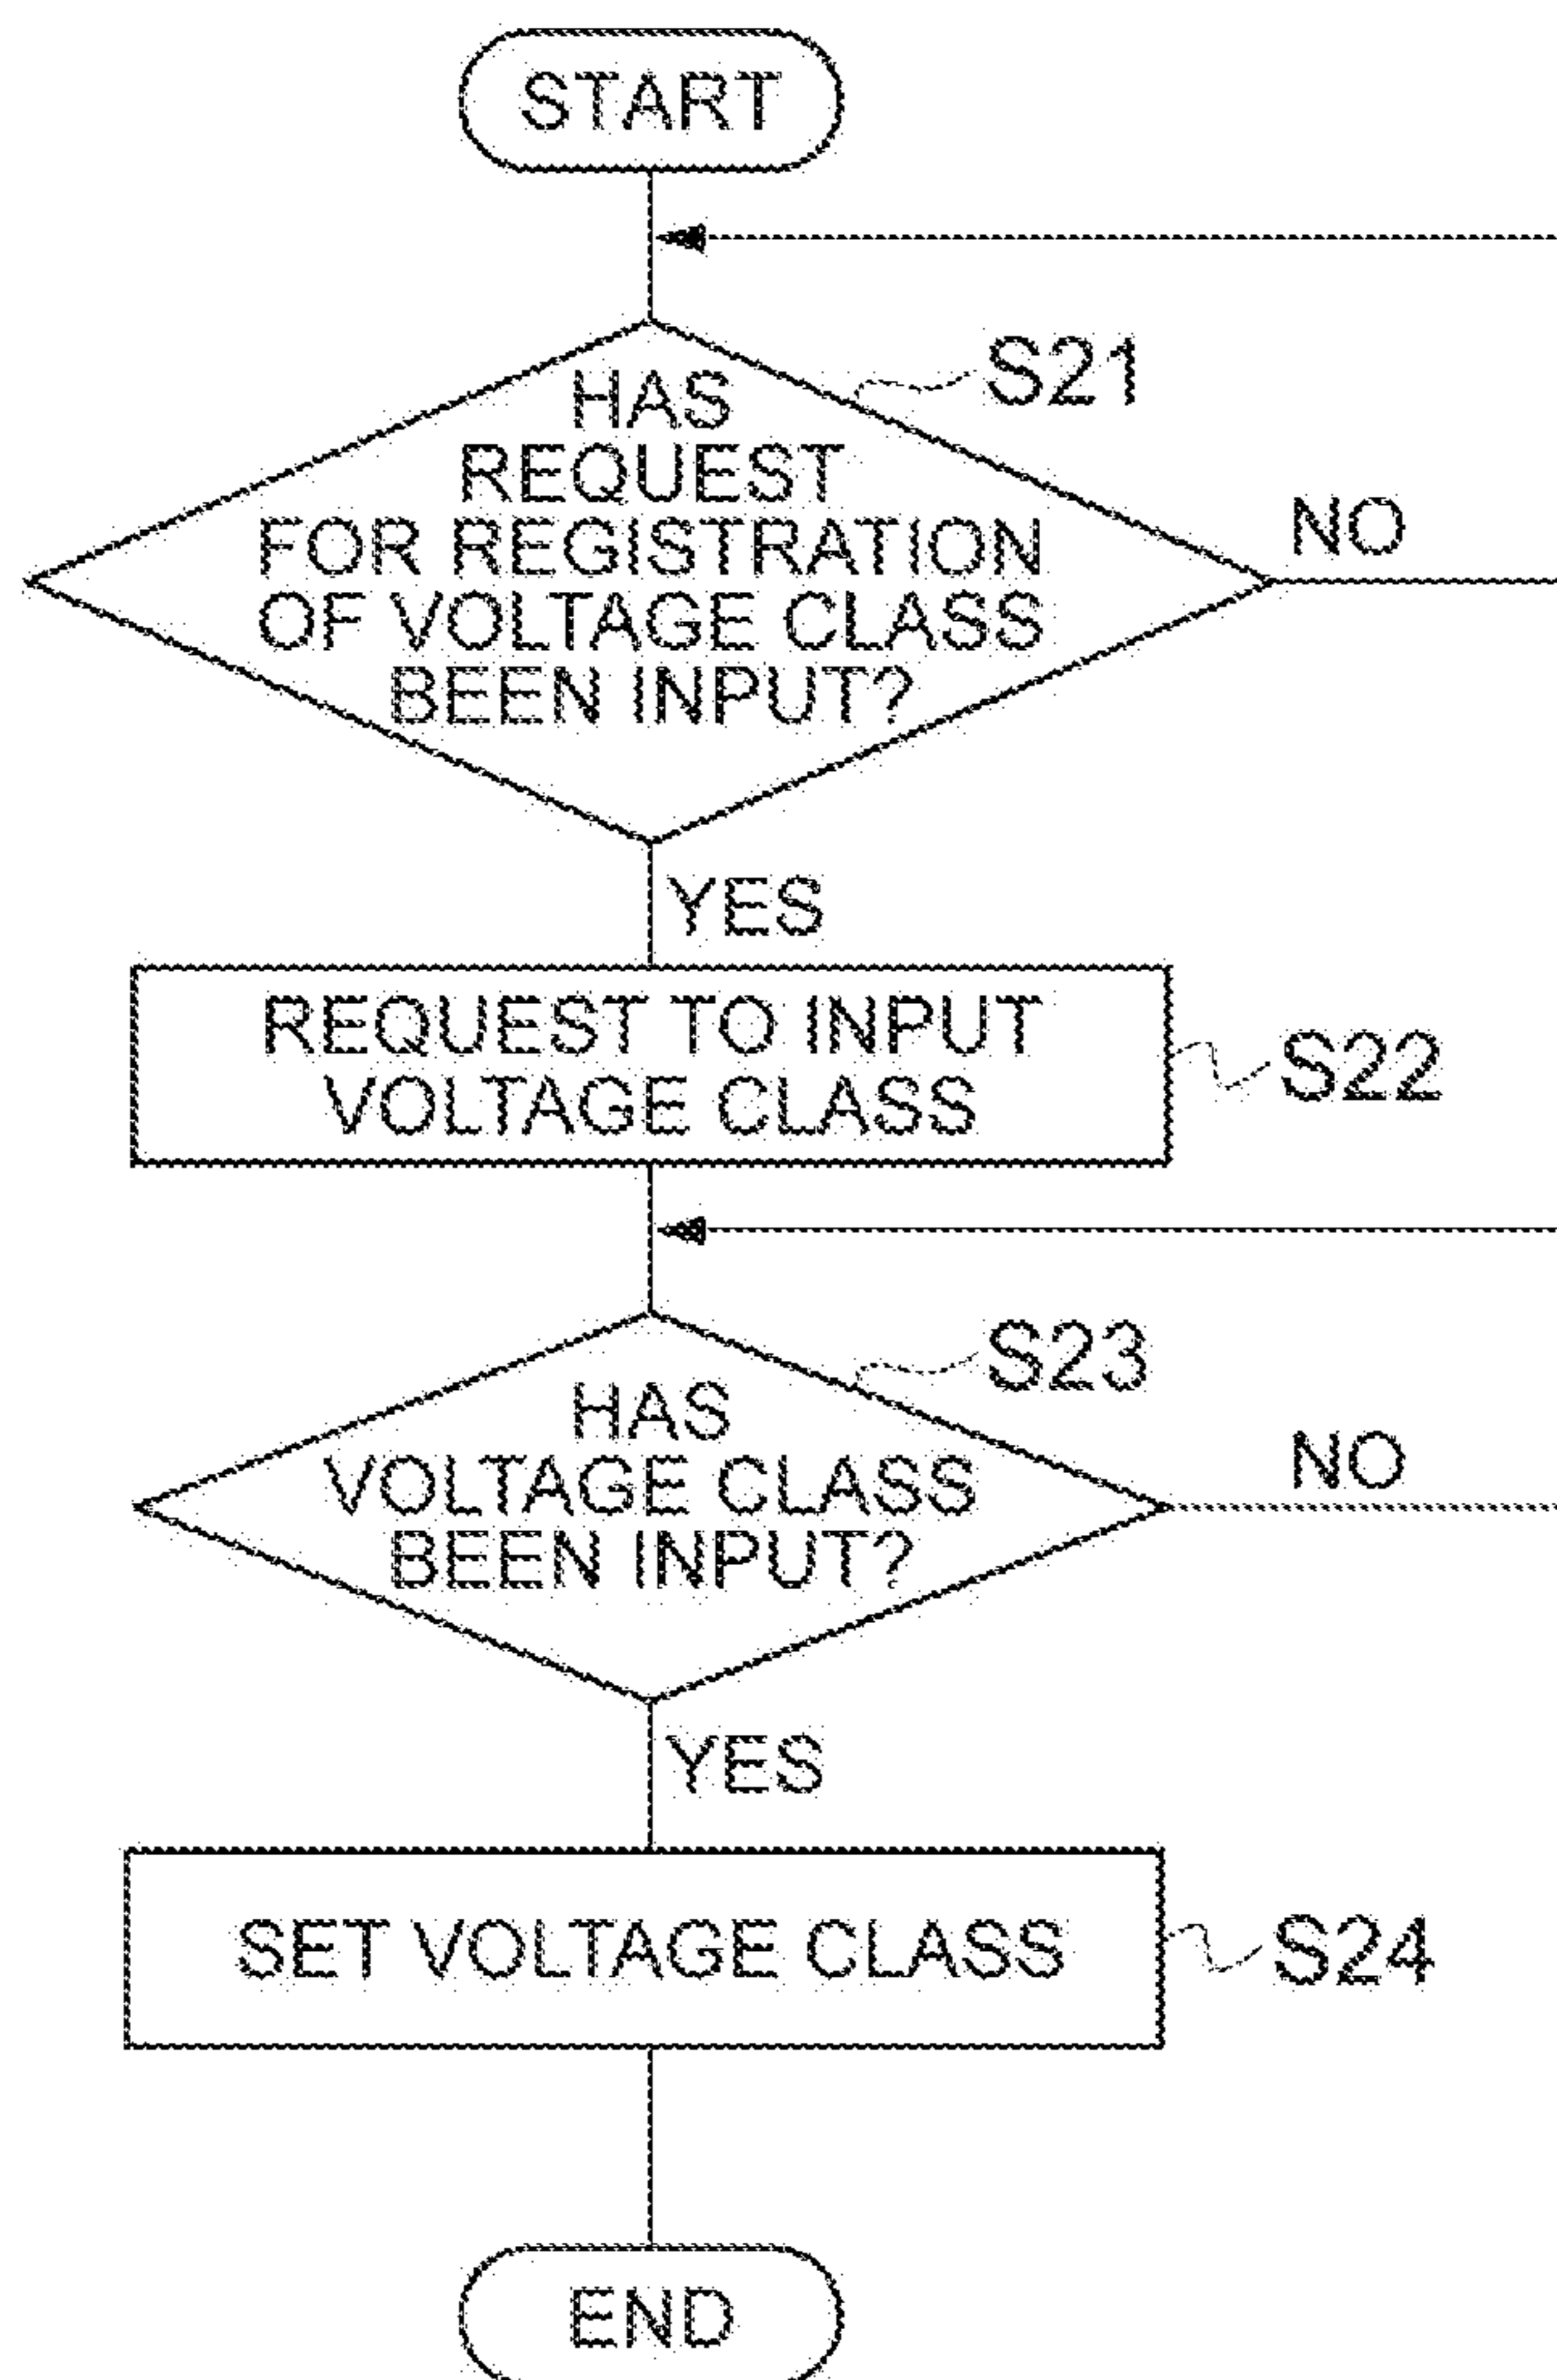 START
S21
HAS
REQUEST
FOR REGISTRATION
OF VOLTAGE CLASS
BEEN INPUT?
NO
YES
REQUEST TO INPUT
VOLTAGE CLASS
S22
S23
HAS
VOLTAGE CLASS
BEEN INPUT?
NO
YES
SET VOLTAGE CLASS
S24
END